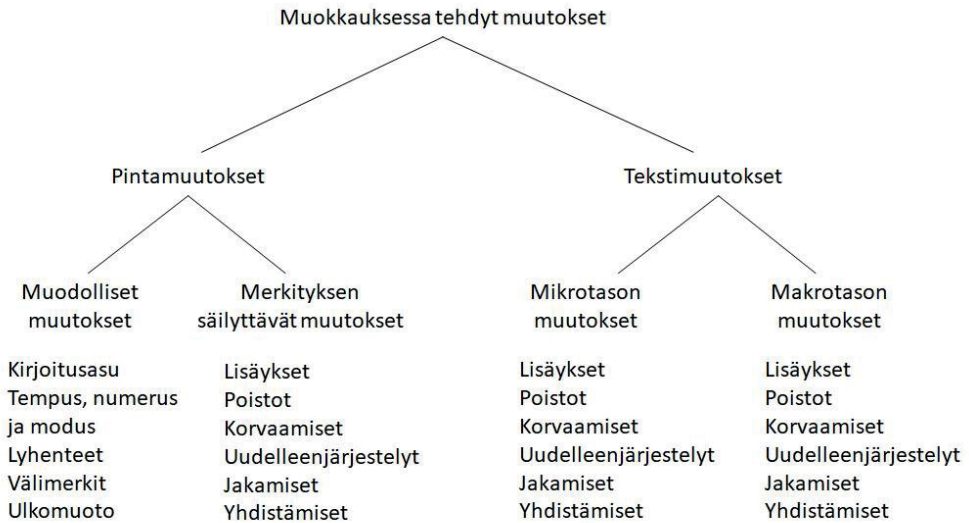 Muokkauksessa tehdyt muutokset
Pintamuutokset
Tekstimuutokset
Muodolliset
muutokset
Merkityksen
säilyttävät muutokset
Mikrotason
muutokset
Makrotason
muutokset
Kirjoitusasu
Tempus, numerus
ja modus
Lyhenteet
Välimerkit
Ulkomuoto
Lisäykset
Poistot
Korvaamiset
Uudelleenjärjestelyt
Jakamiset
Yhdistämiset
Lisäykset
Poistot
Korvaamiset
Uudelleenjärjestelyt
Jakamiset
Yhdistämiset
Lisäykset
Poistot
Korvaamiset
Uudelleenjärjestelyt
Jakamiset
Yhdistämiset